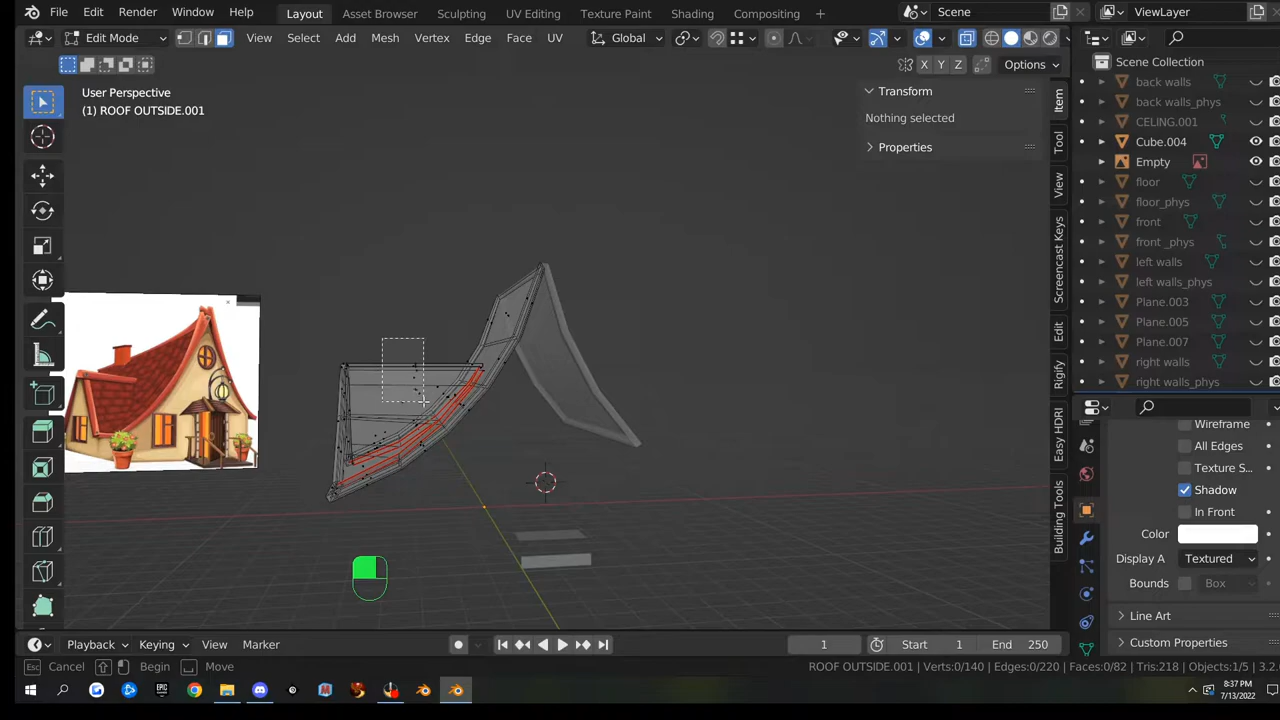 File Edit Render Window Help Layout Asset Browser Sculpting UV Editing Texture Paint Shading Compositing Scene ViewLayer
Edit Mode View Select Add Mesh Vertex Edge Face UV Global
X Y Z Options
User Perspective
(1) ROOF OUTSIDE.001
Transform
Nothing selected
Properties
Item
Tool
View
Screencast Keys
Edit
Rigify
Easy HDRI
Building Tools
Scene Collection
back walls
back walls_phys
CELING.001
Cube.004
Empty
floor
floor_phys
front
front _phys
left walls
left walls_phys
Plane.003
Plane.005
Plane.007
right walls
right walls_phys
Wireframe
All Edges
Texture S...
Shadow
In Front
Color
Display A Textured
Bounds Box
Line Art
Custom Properties
Playback Keying View Marker 1 Start 1 End 250
Esc Cancel Begin Move ROOF OUTSIDE.001 | Verts:0/140 | Edges:0/220 | Faces:0/82 | Tris:218 | Objects:1/5 | 3.2.
8:37 PM
7/13/2022